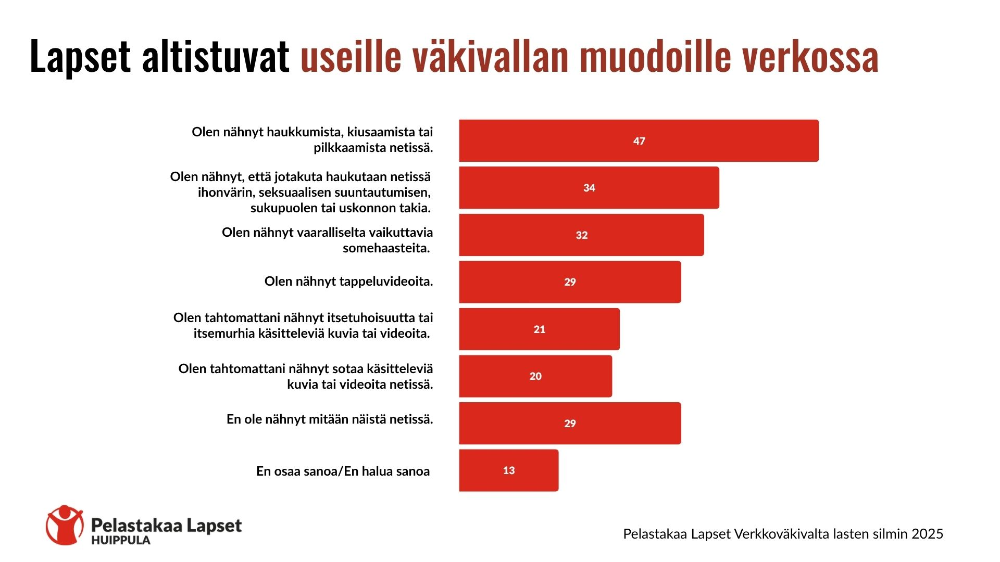 Lapset altistuvat useille väkivallan muodoille verkossa
Olen nähnyt haukkumista, kiusaamista tai
pilkkaamista netissä.
47
Olen nähnyt, että jotakuta haukutaan netissä
ihonvärin, seksuaalisen suuntautumisen,
sukupuolen tai uskonnon takia.
34
Olen nähnyt vaaralliselta vaikuttavia
somehaasteita.
32
Olen nähnyt tappeluvideoita.
29
Olen tahtomattani nähnyt itsetuhoisuutta tai
itsemurhia käsitteleviä kuvia tai videoita.
21
Olen tahtomattani nähnyt sotaa käsitteleviä
kuvia tai videoita netissä.
20
En ole nähnyt mitään näistä netissä.
29
En osaa sanoa/En halua sanoa
13
Pelastakaa Lapset
HUIPPULA
Pelastakaa Lapset Verkkoväkivalta lasten silmin 2025